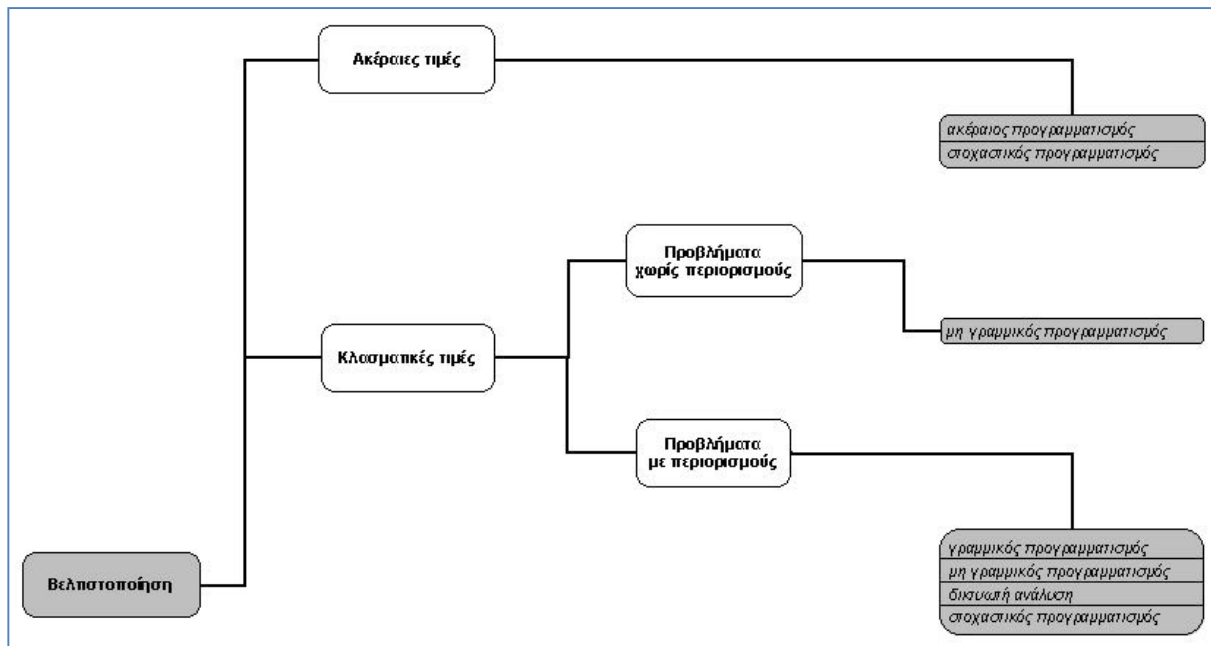 Ακέραιες τιμές
ακέραιος προγραμματισμός
στοχαστικός προγραμματισμός
Προβλήματα
χωρίς περιορισμούς
μη γραμμικός προγραμματισμός
Κλασματικές τιμές
Προβλήματα
με περιορισμούς
Βελτιστοποίηση
γραμμικός προγραμματισμός
μη γραμμικός προγραμματισμός
δικτυωτή ανάλυση
στοχαστικός προγραμματισμός